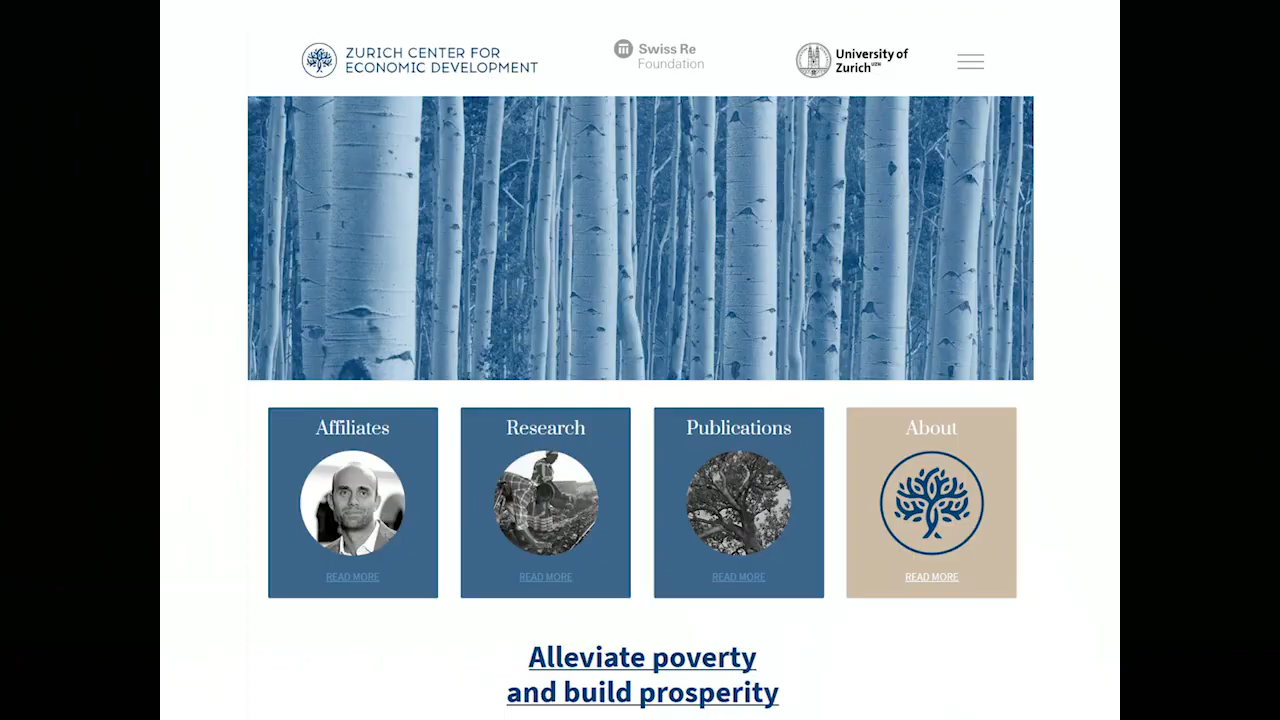 ZURICH CENTER FOR
ECONOMIC DEVELOPMENT
Swiss Re
Foundation
University of
Zurich UZH
Affiliates
Research
Publications
About
READ MORE
READ MORE
READ MORE
READ MORE
Alleviate poverty
and build prosperity